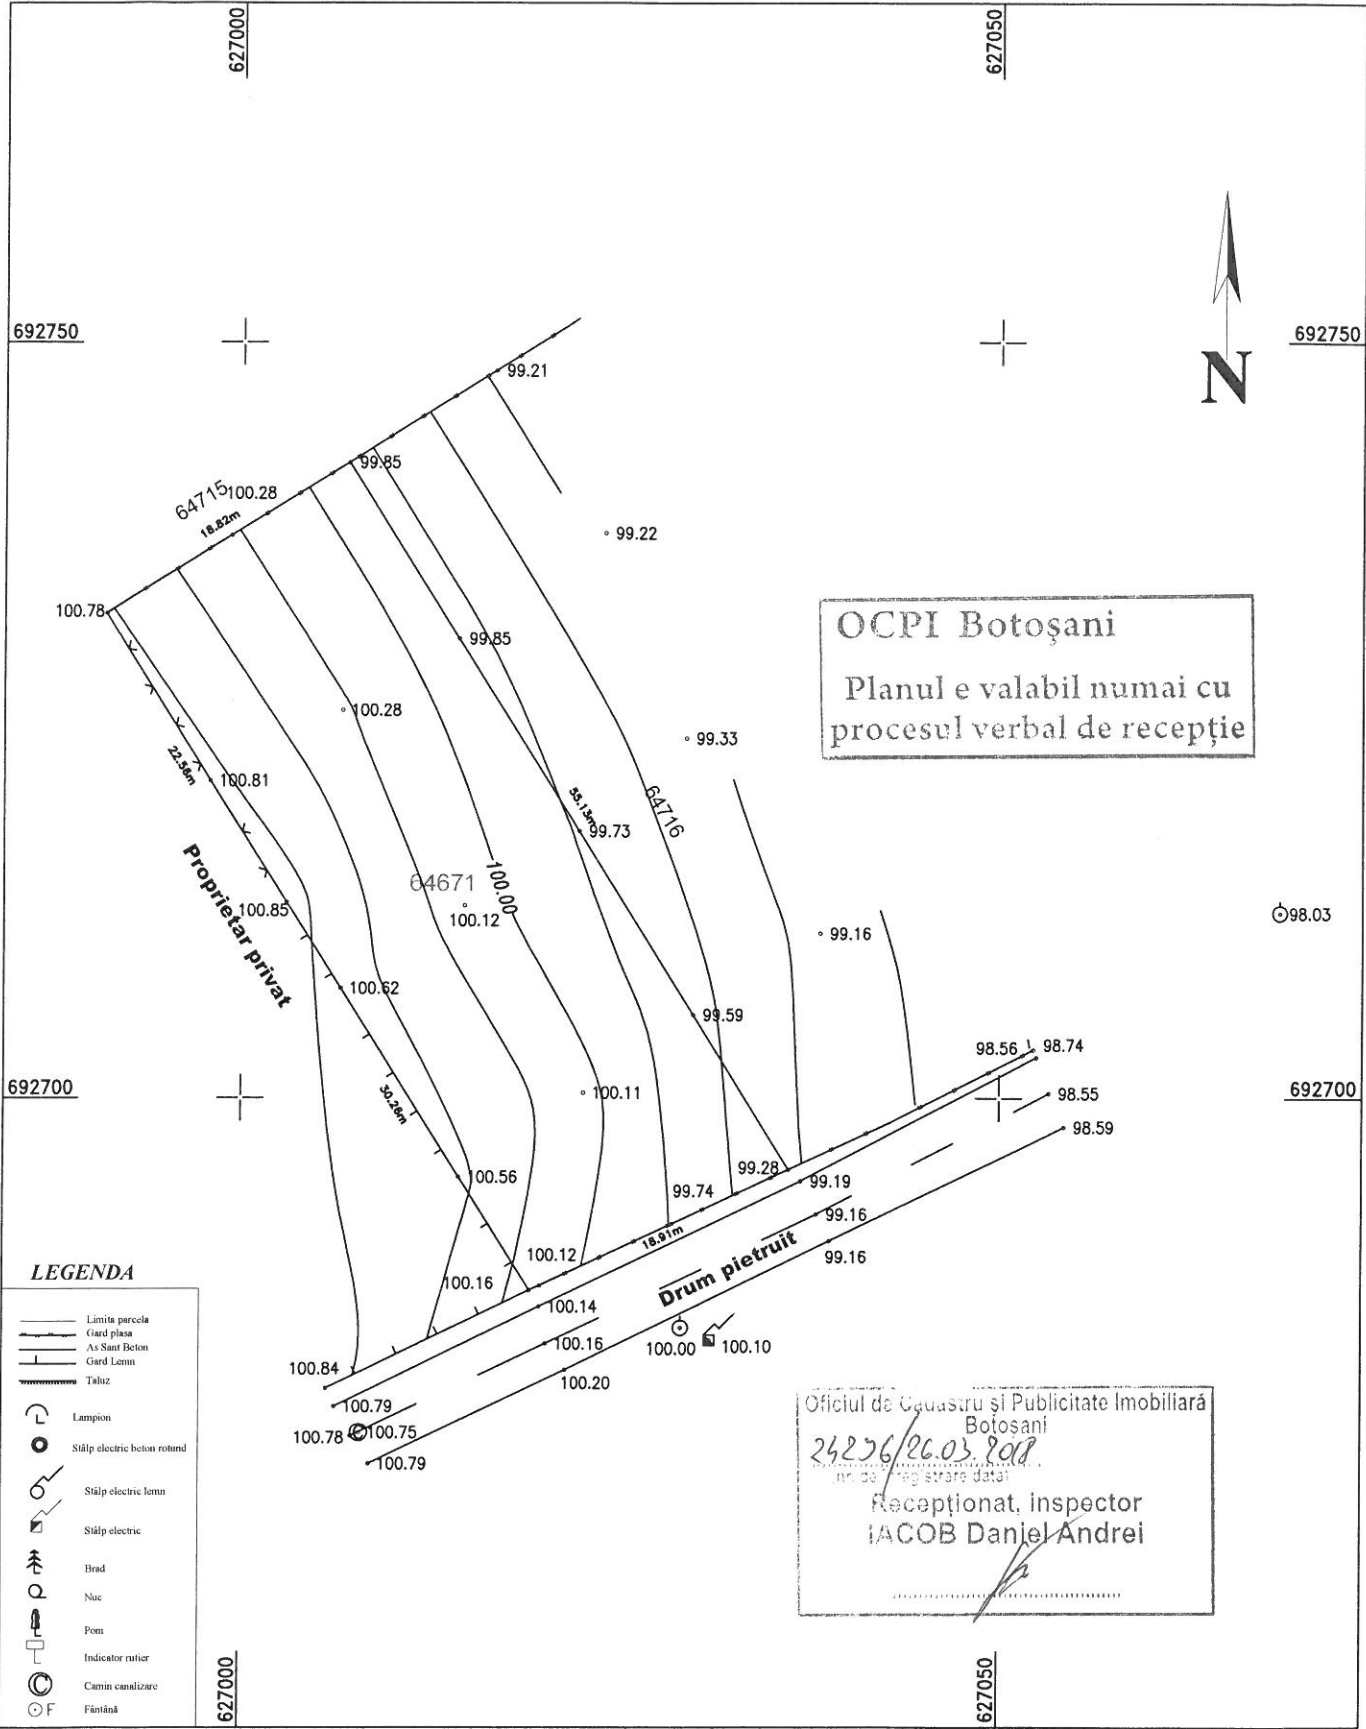 627000
627050
692750
692750
N
99.21
99.85
64715
100.28
18.82m
99.22
100.78
OCPI Botoşani
Planul e valabil numai cu
procesul verbal de recepţie
99.85
100.28
99.33
22.56m
100.81
55.13m
99.73
64716
Proprietar privat
64671
100.00
100.85
100.12
99.16
98.03
100.62
99.59
98.56
98.74
692700
692700
98.55
30.26m
100.11
98.59
100.56
99.28
99.74
99.19
99.16
18.91m
100.12
99.16
Drum pietruit
100.16
100.14
100.16
100.00
100.10
100.84
100.20
100.79
100.78
C
100.75
100.79
LEGENDA
Limita parcela
Gard plasa
As Sant Beton
Gard Lemn
Taluz
Lampion
Stâlp electric beton rotund
Stâlp electric lemn
Stâlp electric
Brad
Nuc
Pom
Indicator rutier
C Camin canalizare
F Fântână
Oficiul de Cadastru şi Publicitate Imobiliară
Botoşani
26.03.2018
Recepţionat, inspector
IACOB Daniel Andrei
627000
627050